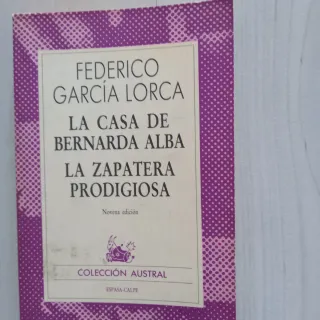 FEDERICO
GARCÍA LORCA
LA CASA DE
BERNARDA ALBA
LA ZAPATERA
PRODIGIOSA
Novena edición
COLECCIÓN AUSTRAL
ESPASA-CALPE